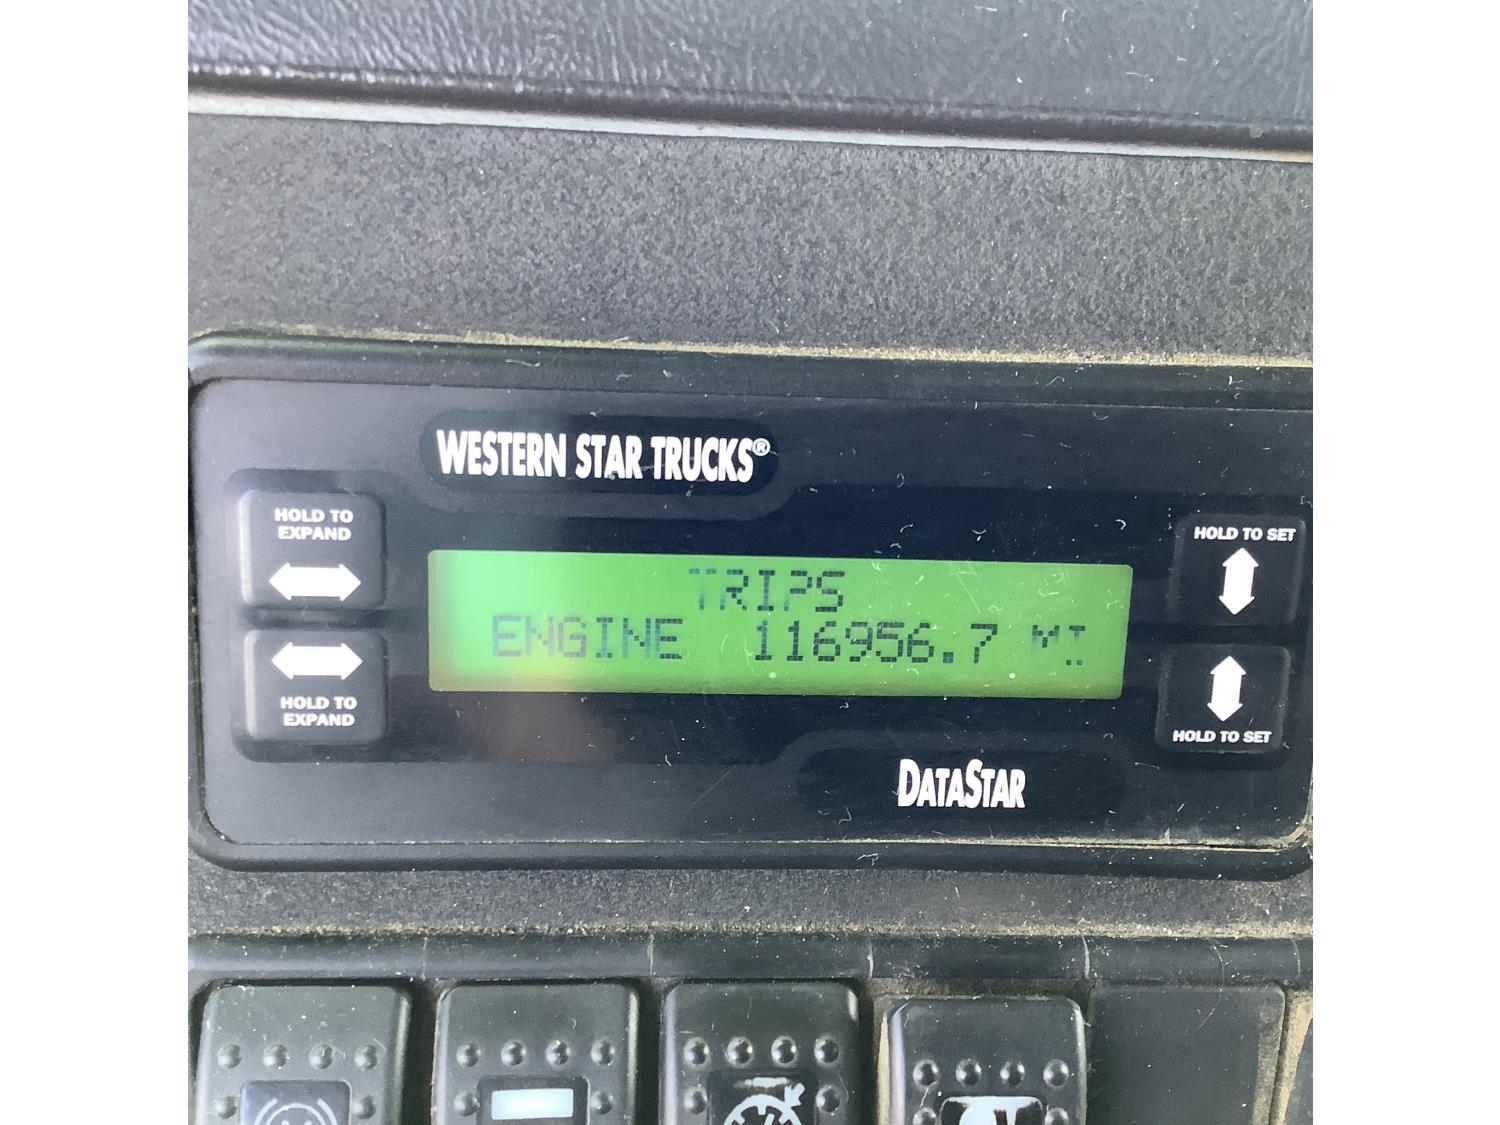 WESTERN STAR TRUCKS®
HOLD TO
EXPAND
HOLD TO SET
TRIPS
ENGINE 116956.7 MI
HOLD TO
EXPAND
HOLD TO SET
DATASTAR